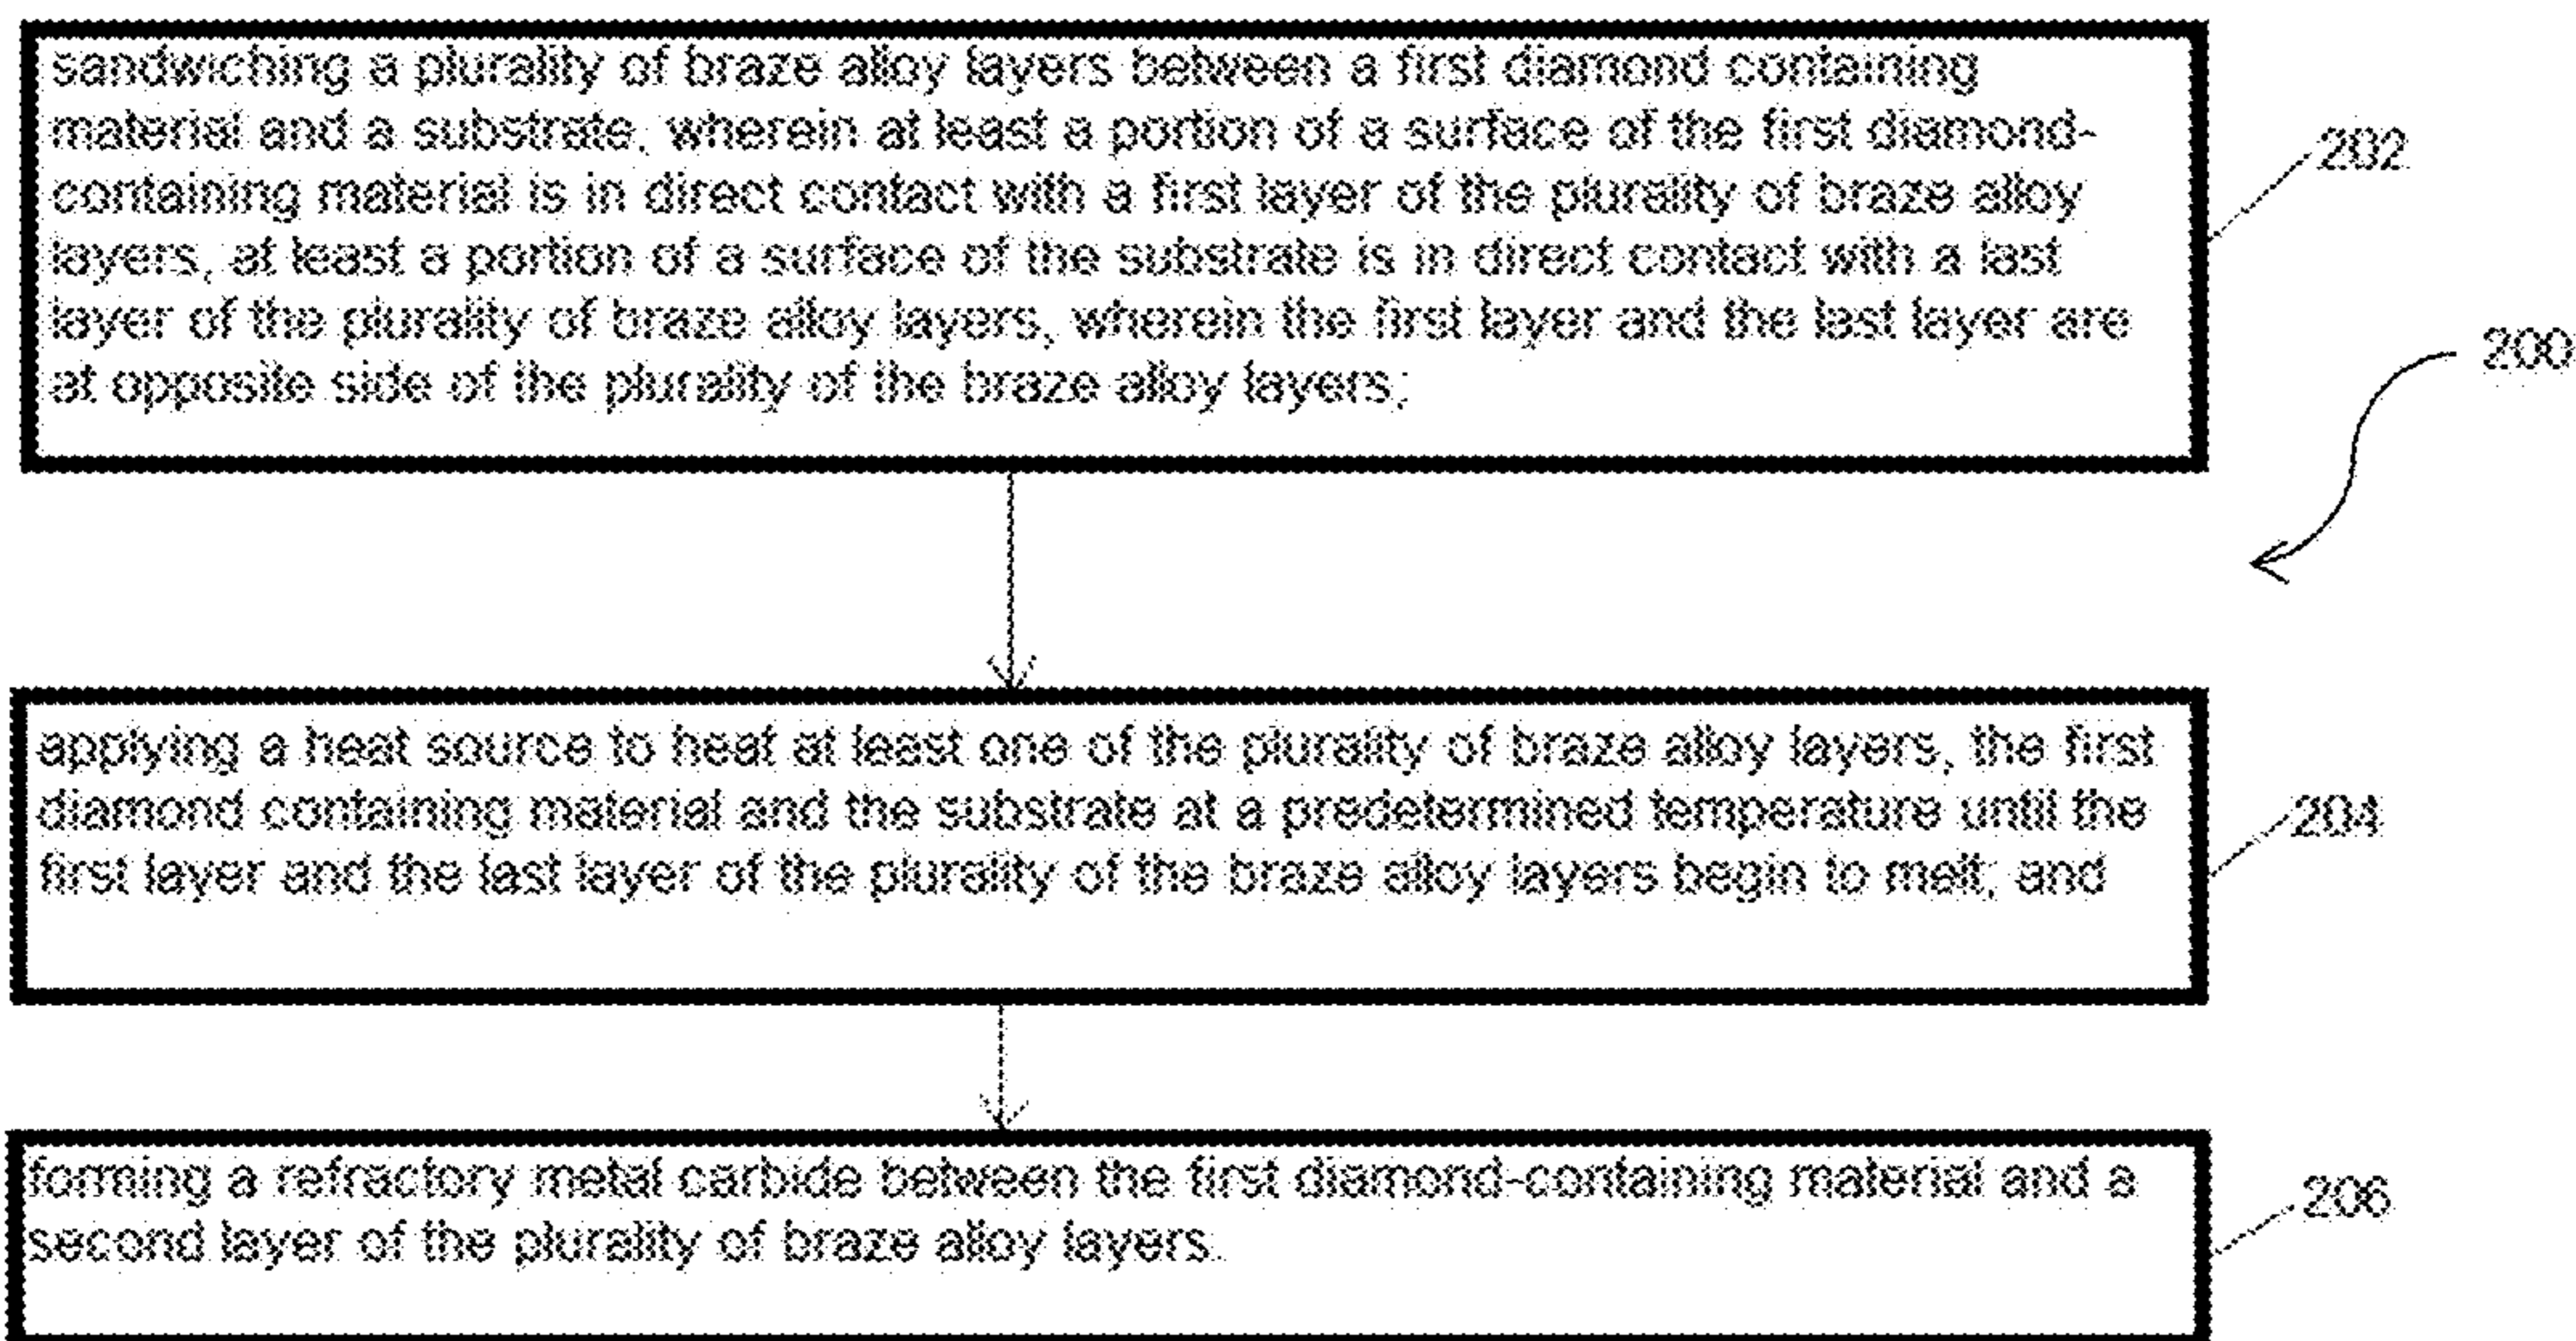 sandwiching a plurality of braze alloy layers between a first diamond containing
material and a substrate, wherein at least a portion of a surface of the first diamond-
containing material is in direct contact with a first layer of the plurality of braze alloy
layers, at least a portion of a surface of the substrate is in direct contact with a last
layer of the plurality of braze alloy layers, wherein the first layer and the last layer are
at opposite side of the plurality of the braze alloy layers;
202
200
applying a heat source to heat at least one of the plurality of braze alloy layers, the first
diamond containing material and the substrate at a predetermined temperature until the
first layer and the last layer of the plurality of the braze alloy layers begin to melt; and
204
forming a refractory metal carbide between the first diamond-containing material and a
second layer of the plurality of braze alloy layers.
206